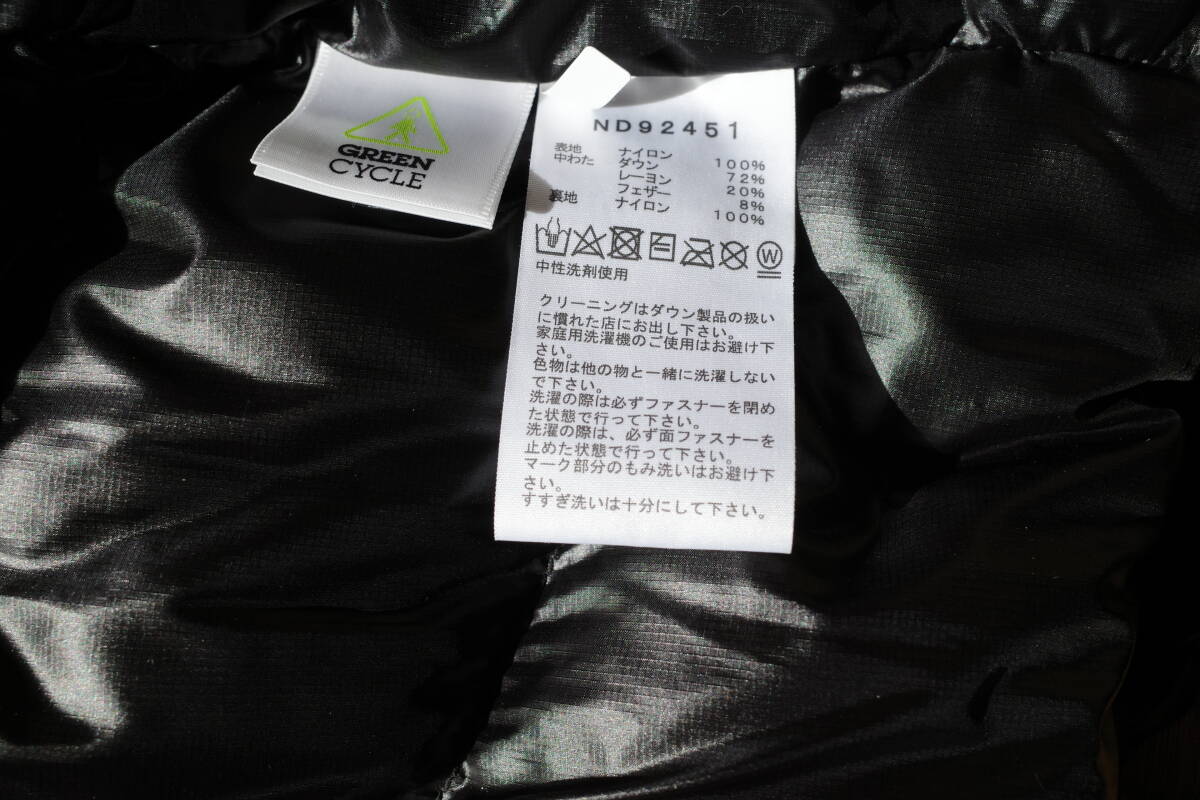 GREEN
CYCLE
ND92451
表地 ナイロン 100%
中わた ダウン 72%
レーヨン 20%
フェザー 8%
裏地 ナイロン 100%
W
中性洗剤使用
クリーニングはダウン製品の扱い
に慣れた店にお出し下さい。
家庭用洗濯機のご使用はお避け下
さい。
色物は他の物と一緒に洗濯しない
で下さい。
洗濯の際は必ずファスナーを閉め
た状態で行って下さい。
洗濯の際は、必ず面ファスナーを
止めた状態で行って下さい。
マーク部分のもみ洗いはお避け下
さい。
すすぎ洗いは十分にして下さい。